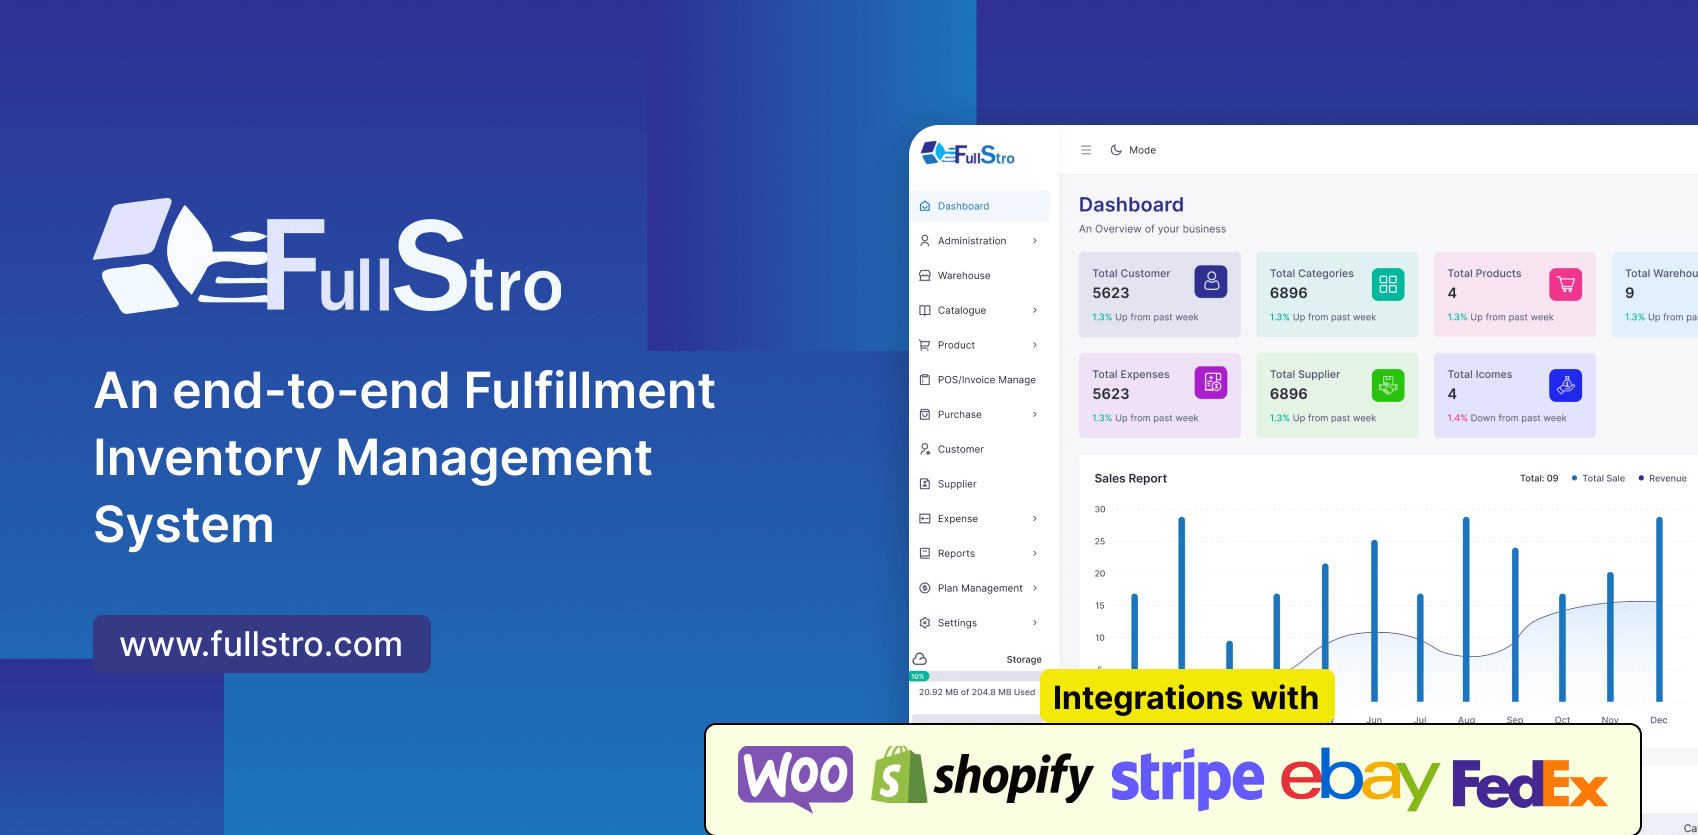 FullStro
An end-to-end Fulfillment
Inventory Management
System
www.fullstro.com
FullStro
Mode
Dashboard
Administration
Warehouse
Catalogue
Product
POS/Invoice Manage
Purchase
Customer
Supplier
Expense
Reports
Plan Management
Settings
Storage
10%
20.92 MB of 204.8 MB Used
Dashboard
An Overview of your business
Total Customer
5623
1.3% Up from past week
Total Categories
6896
1.3% Up from past week
Total Products
4
1.3% Up from past week
Total Warehou
9
1.3% Up from pa
Total Expenses
5623
1.3% Up from past week
Total Supplier
6896
1.3% Up from past week
Total Icomes
4
1.4% Down from past week
Sales Report
Total: 09
Total Sale
Revenue
30
25
20
15
10
Jun Jul Aug Sep Oct Nov Dec
Integrations with
WOO shopify stripe ebay FedEx
Ca